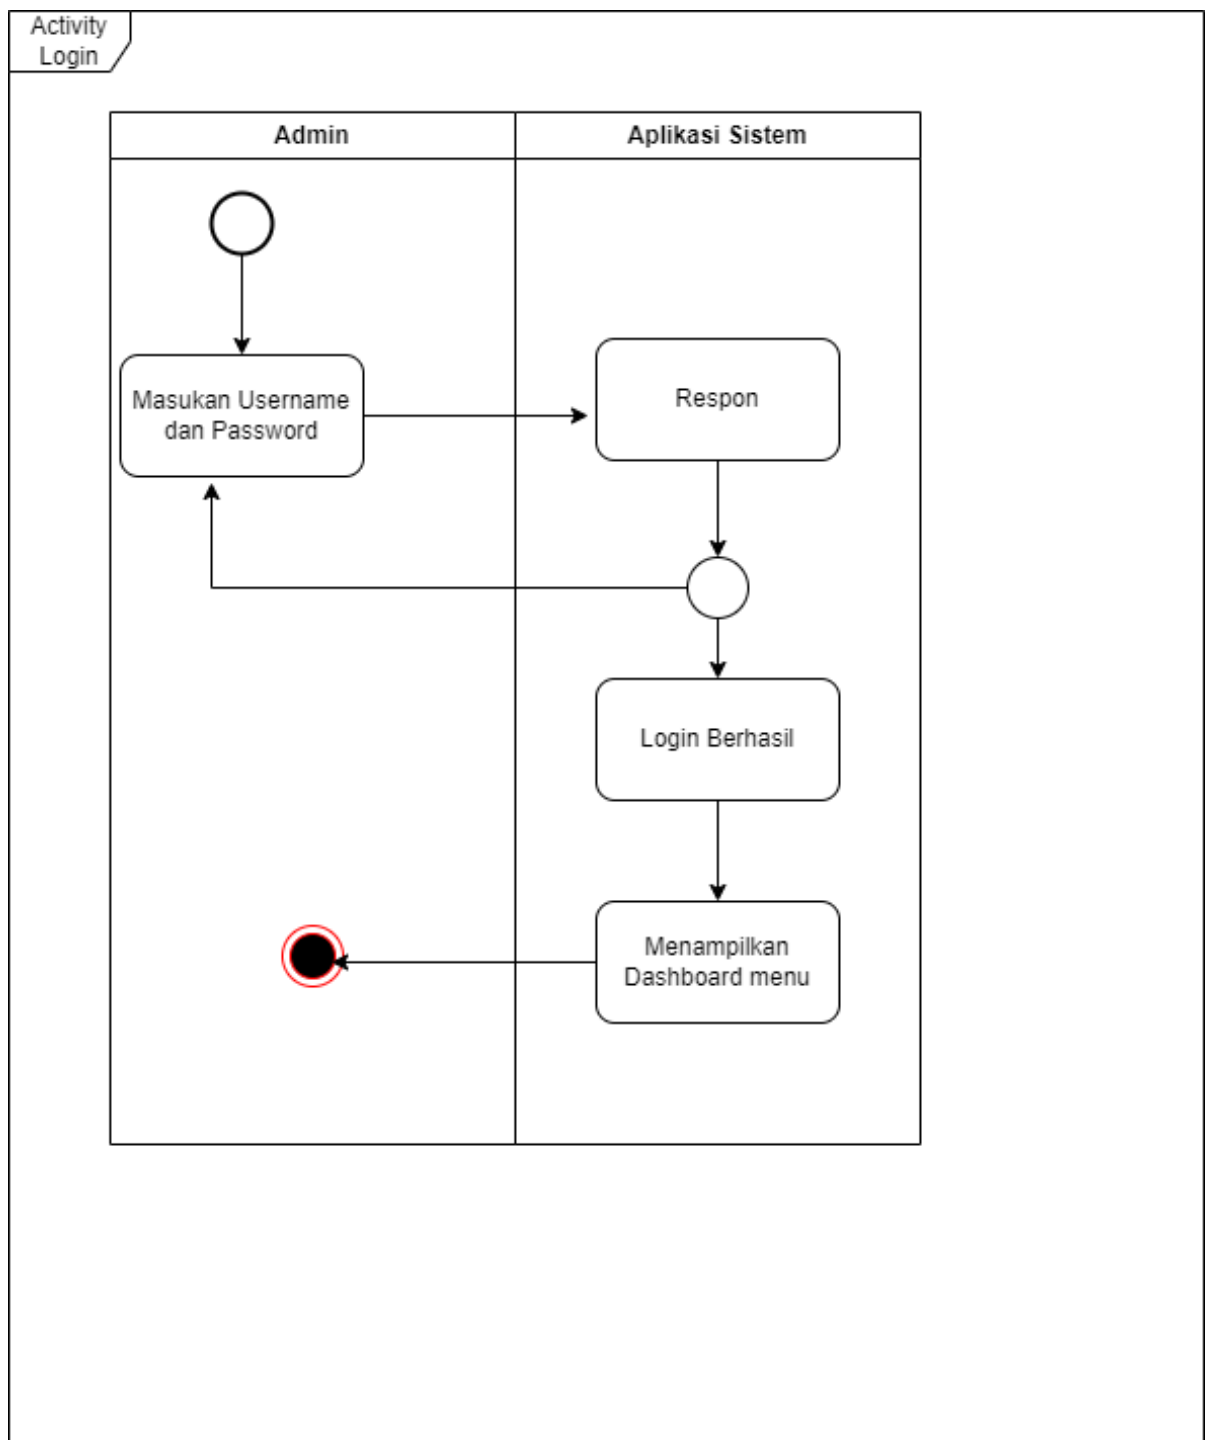 Activity
Login
Admin
Aplikasi Sistem
Masukan Username
dan Password
Respon
Login Berhasil
Menampilkan
Dashboard menu